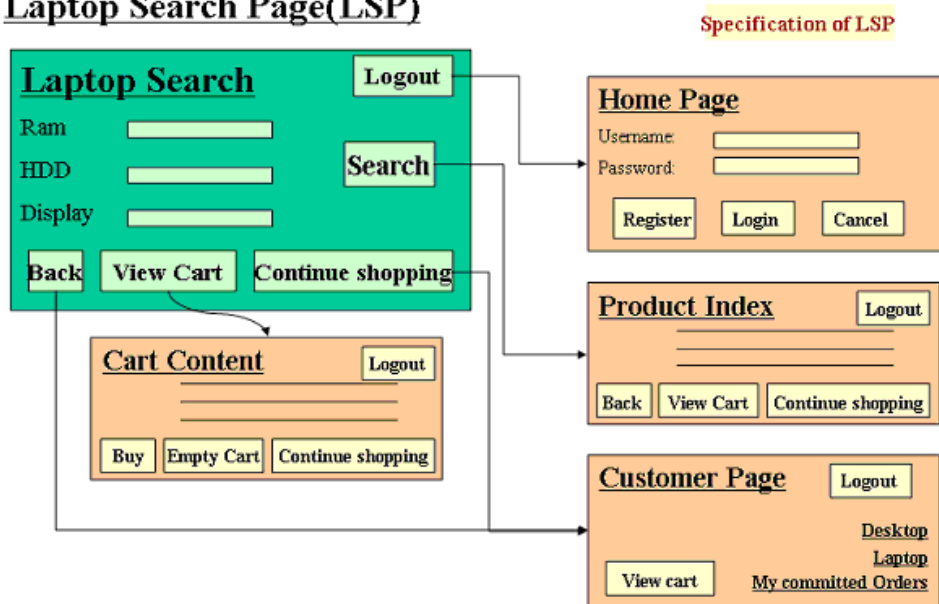 Laptop Search Page(LSP)
Specification of LSP
Laptop Search
Logout
Ram
HDD
Search
Display
Back
View Cart
Continue shopping
Home Page
Username:
Password:
Register
Login
Cancel
Cart Content
Logout
Buy
Empty Cart
Continue shopping
Product Index
Logout
Back
View Cart
Continue shopping
Customer Page
Logout
Desktop
Laptop
View cart
My committed Orders